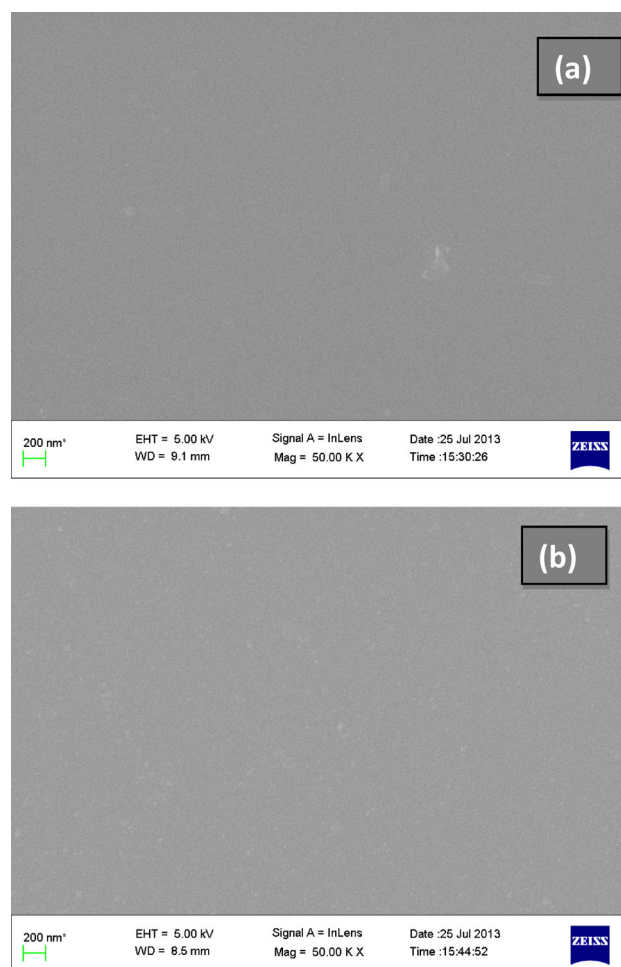 (a)
200 nm* EHT = 5.00 kV Signal A = InLens Date :25 Jul 2013
WD = 9.1 mm Mag = 50.00 K X Time :15:30:26
ZEISS
(b)
200 nm* EHT = 5.00 kV Signal A = InLens Date :25 Jul 2013
WD = 8.5 mm Mag = 50.00 K X Time :15:44:52
ZEISS